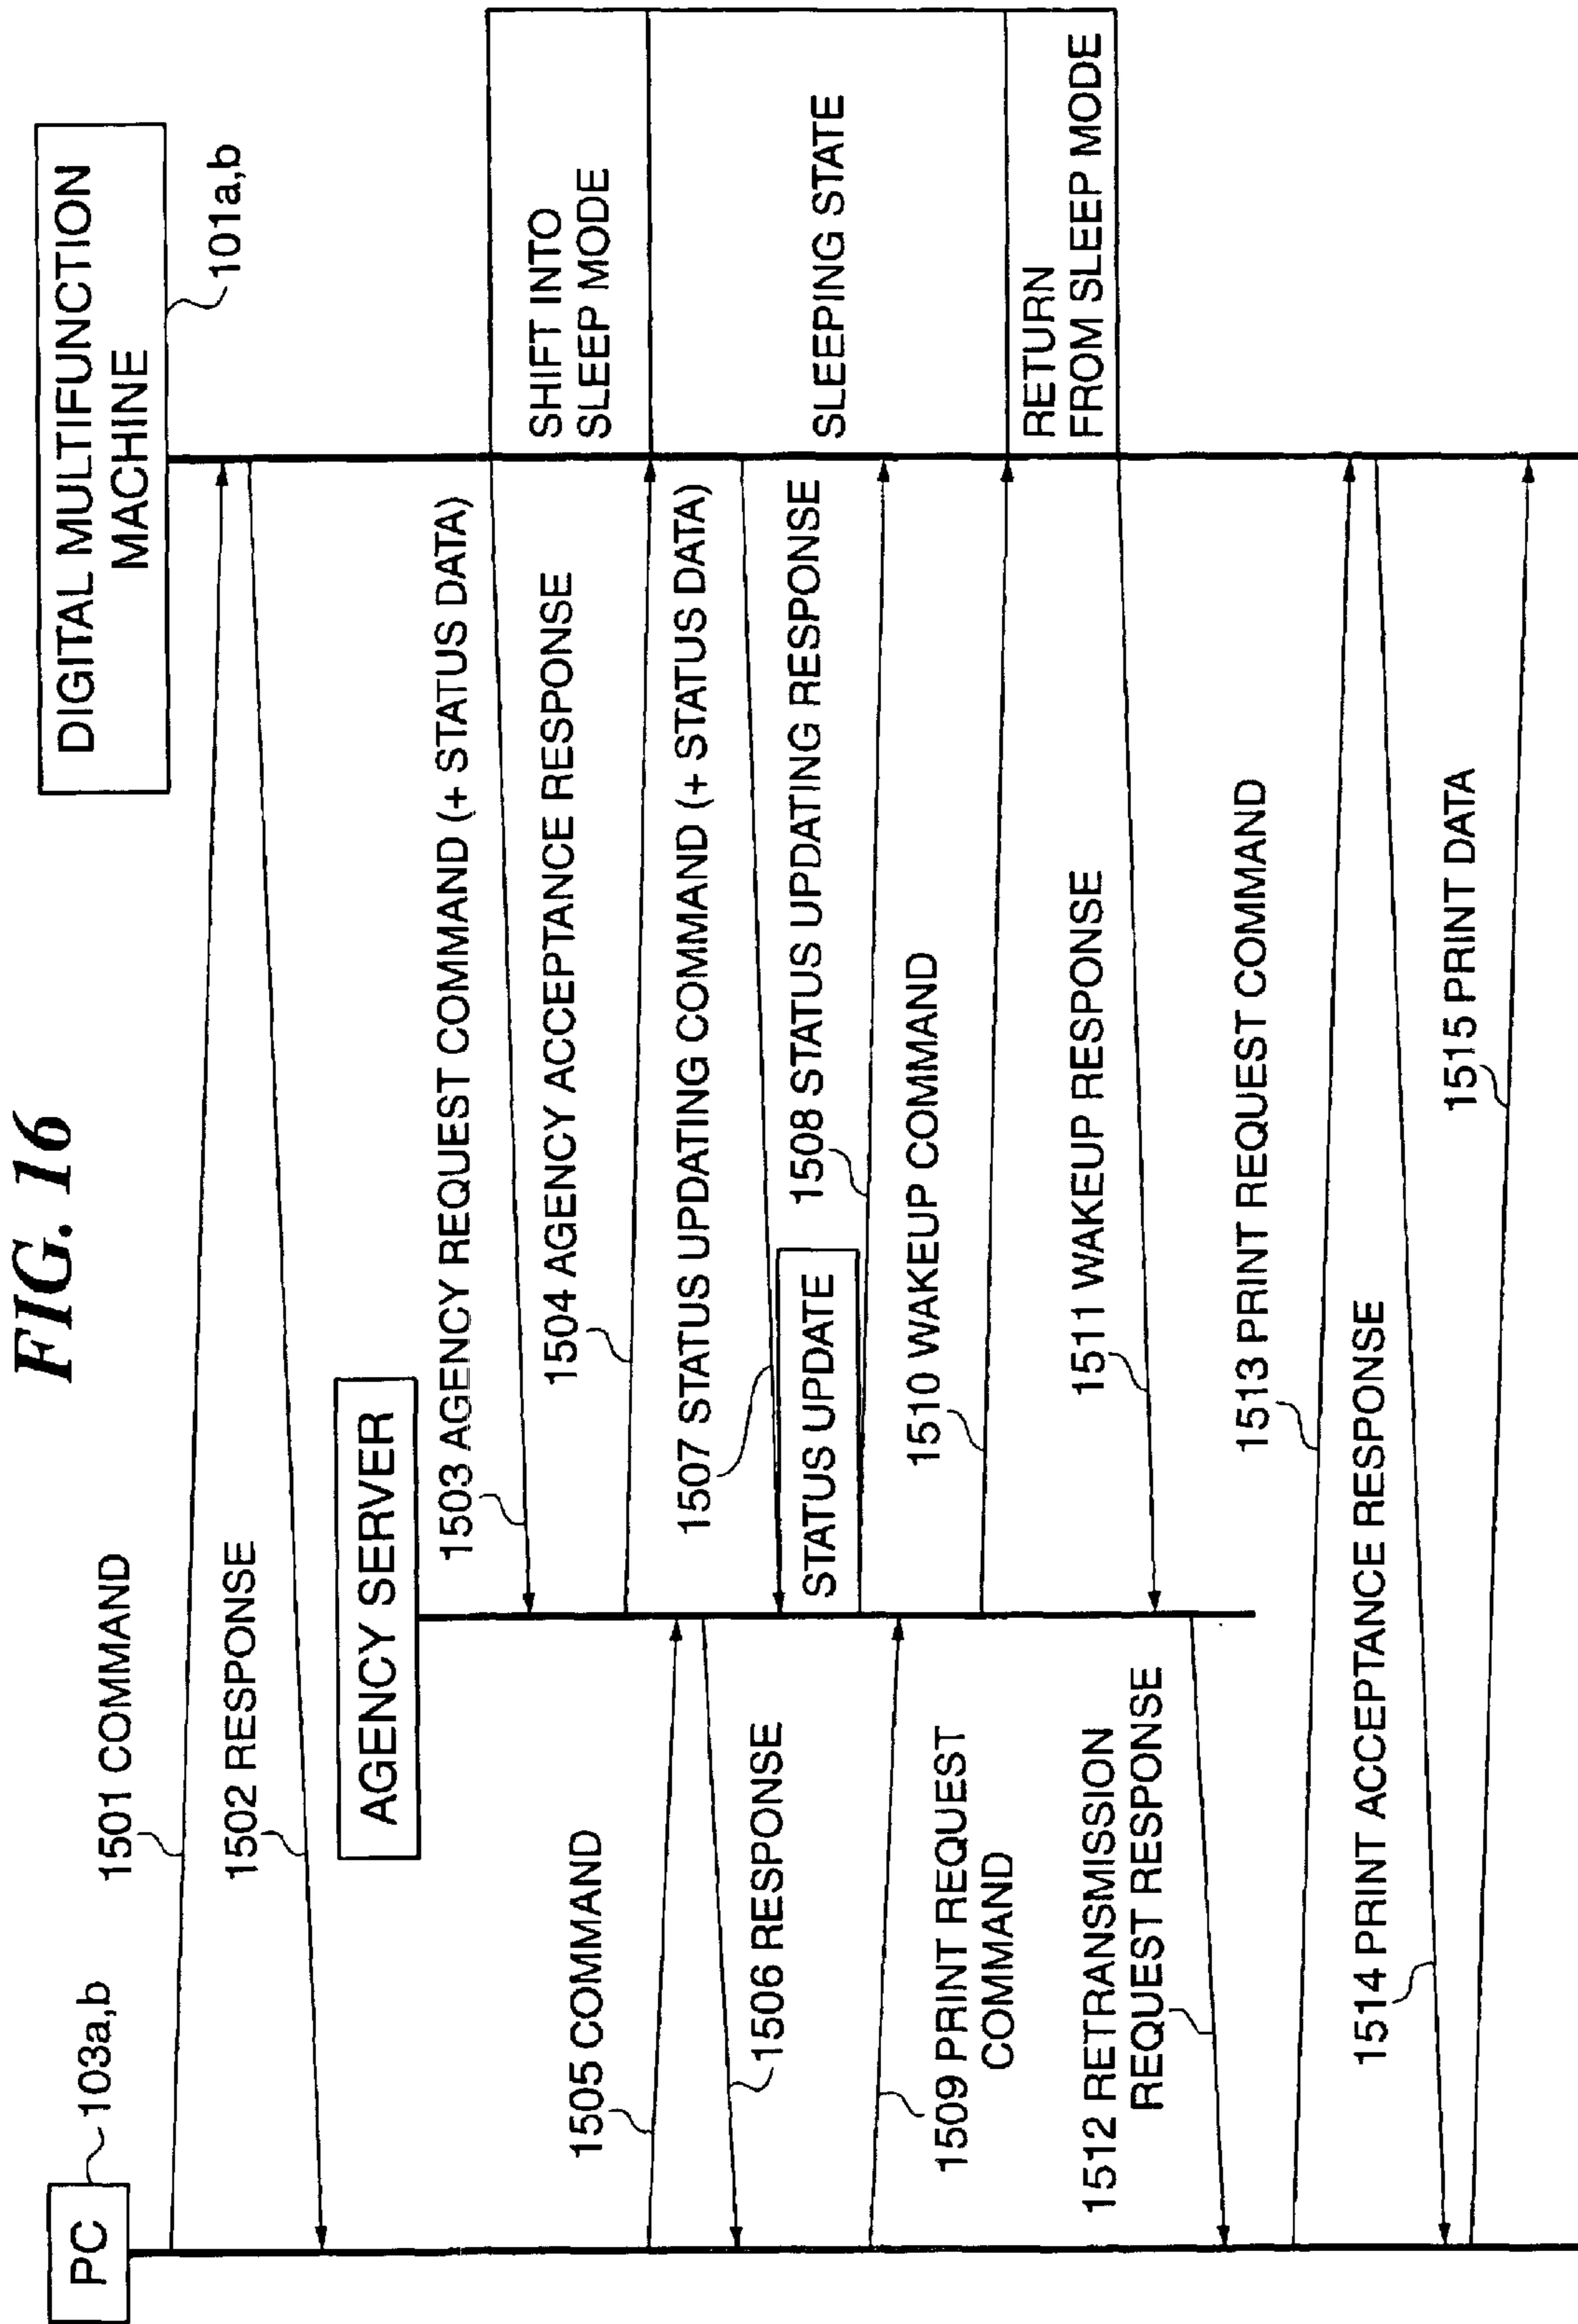 FIG. 16
PC
103a,b
AGENCY SERVER
DIGITAL MULTIFUNCTION
MACHINE
101a,b
1501 COMMAND
1502 RESPONSE
1503 AGENCY REQUEST COMMAND (+ STATUS DATA)
SHIFT INTO
SLEEP MODE
1504 AGENCY ACCEPTANCE RESPONSE
1505 COMMAND
1506 RESPONSE
1507 STATUS UPDATING COMMAND (+ STATUS DATA)
STATUS UPDATE
SLEEPING STATE
1508 STATUS UPDATING RESPONSE
1509 PRINT REQUEST
COMMAND
1510 WAKEUP COMMAND
RETURN
FROM SLEEP MODE
1511 WAKEUP RESPONSE
1512 RETRANSMISSION
REQUEST RESPONSE
1513 PRINT REQUEST COMMAND
1514 PRINT ACCEPTANCE RESPONSE
1515 PRINT DATA